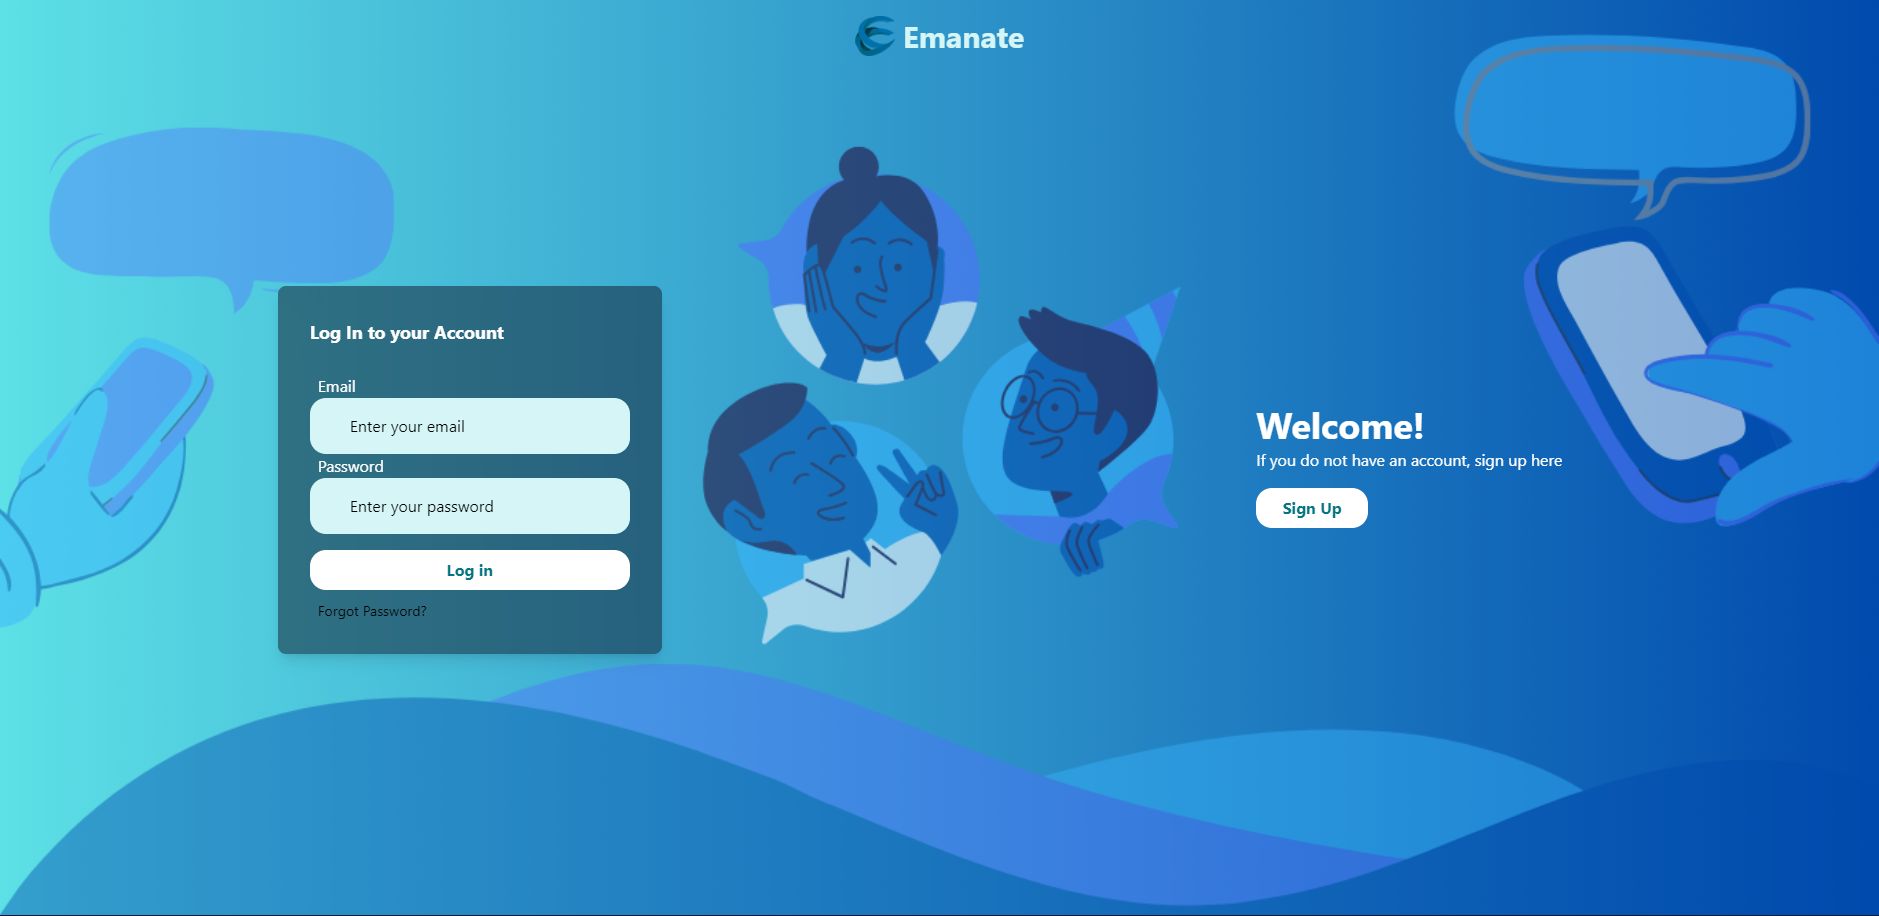 Emanate
Log In to your Account
Email
Enter your email
Password
Enter your password
Log in
Forgot Password?
Welcome!
If you do not have an account, sign up here
Sign Up